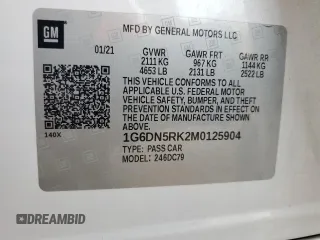 GM
MFD BY GENERAL MOTORS LLC
01/21 GVWR GAWR FRT GAWR RR
2111 KG 967 KG 1144 KG
4653 LB 2131 LB 2522 LB
THIS VEHICLE CONFORMS TO ALL
APPLICABLE U.S. FEDERAL MOTOR
VEHICLE SAFETY, BUMPER, AND THEFT
PREVENTION STANDARDS IN EFFECT ON
THE DATE OF MANUFACTURE SHOWN ABOVE.
140X
1G6DN5RK2M0125904
TYPE: PASS CAR
MODEL: 246DC79
©DREAMBID